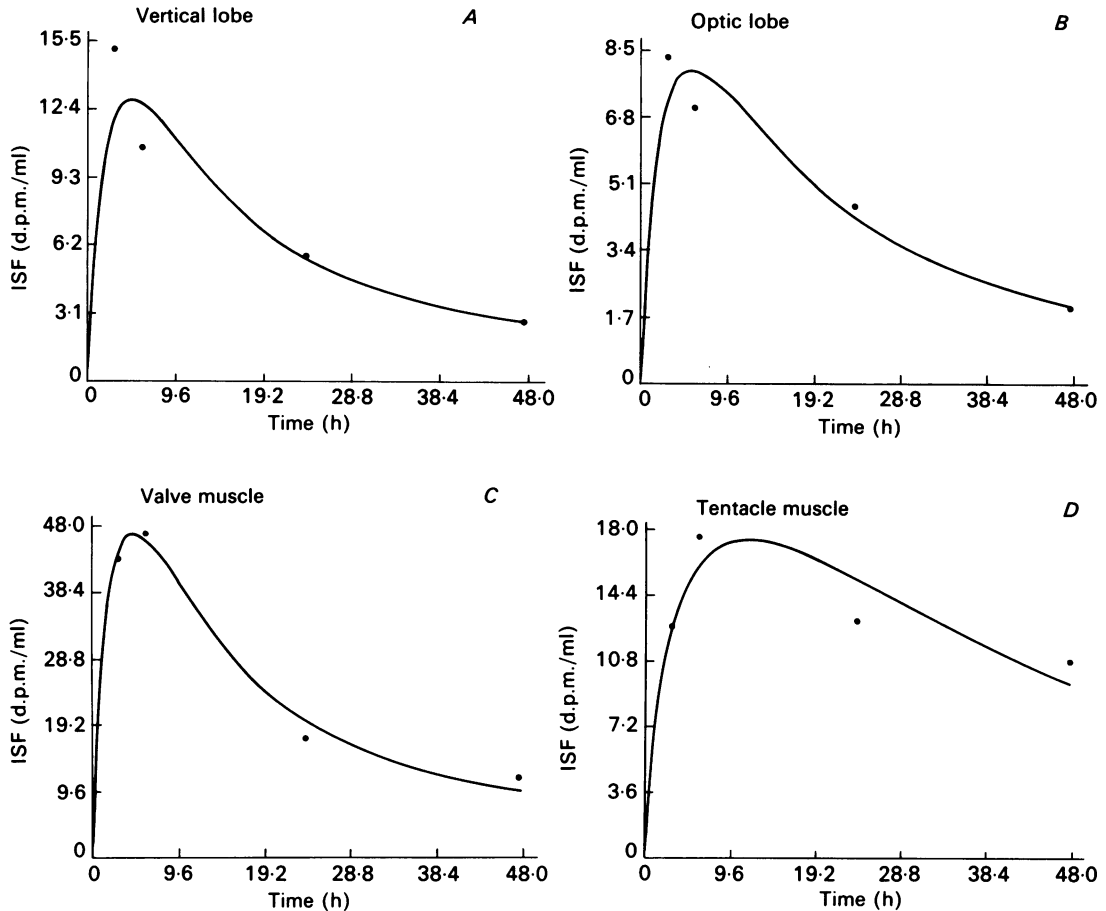 Vertical lobe
A
15·5
12·4
9·3
6·2
3·1
0
ISF (d.p.m./ml)
0 9·6 19·2 28·8 38·4 48·0
Time (h)
Optic lobe
B
8·5
6·8
5·1
3·4
1·7
0
ISF (d.p.m./ml)
0 9·6 19·2 28·8 38·4 48·0
Time (h)
Valve muscle
C
48·0
38·4
28·8
19·2
9·6
0
ISF (d.p.m./ml)
0 9·6 19·2 28·8 38·4 48·0
Time (h)
Tentacle muscle
D
18·0
14·4
10·8
7·2
3·6
0
ISF (d.p.m./ml)
0 9·6 19·2 28·8 38·4 48·0
Time (h)